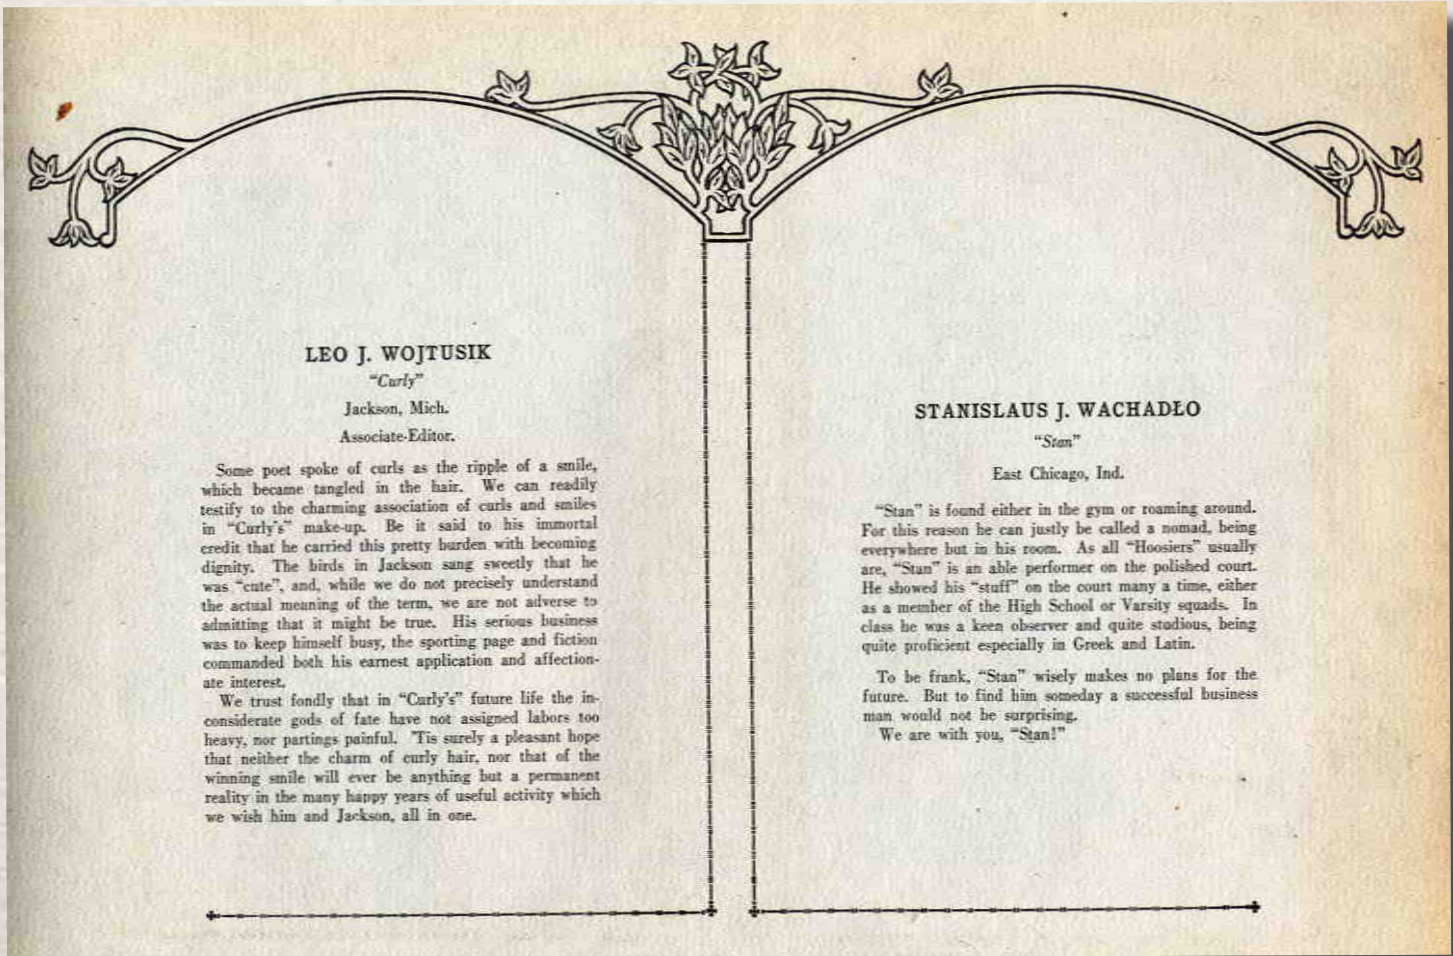 LEO J. WOJTUSIK
“Curly”
Jackson, Mich.
Associate-Editor.
Some poet spoke of curls as the ripple of a smile,
which became tangled in the hair. We can readily
testify to the charming association of curls and smiles
in “Curly’s” make-up. Be it said to his immortal
credit that he carried this pretty burden with becoming
dignity. The birds in Jackson sang sweetly that he
was “cute”, and, while we do not precisely understand
the actual meaning of the term, we are not adverse to
admitting that it might be true. His serious business
was to keep himself busy, the sporting page and fiction
commanded both his earnest application and affection-
ate interest.
We trust fondly that in “Curly’s” future life the in-
considerate gods of fate have not assigned labors too
heavy, nor partings painful. ’Tis surely a pleasant hope
that neither the charm of curly hair, nor that of the
winning smile will ever be anything but a permanent
reality in the many happy years of useful activity which
we wish him and Jackson, all in one.
STANISLAUS J. WACHADŁO
“Stan”
East Chicago, Ind.
“Stan” is found either in the gym or roaming around.
For this reason he can justly be called a nomad, being
everywhere but in his room. As all “Hoosiers” usually
are, “Stan” is an able performer on the polished court.
He showed his “stuff” on the court many a time, either
as a member of the High School or Varsity squads. In
class he was a keen observer and quite studious, being
quite proficient especially in Greek and Latin.
To be frank, “Stan” wisely makes no plans for the
future. But to find him someday a successful business
man would not be surprising.
We are with you, “Stan!”